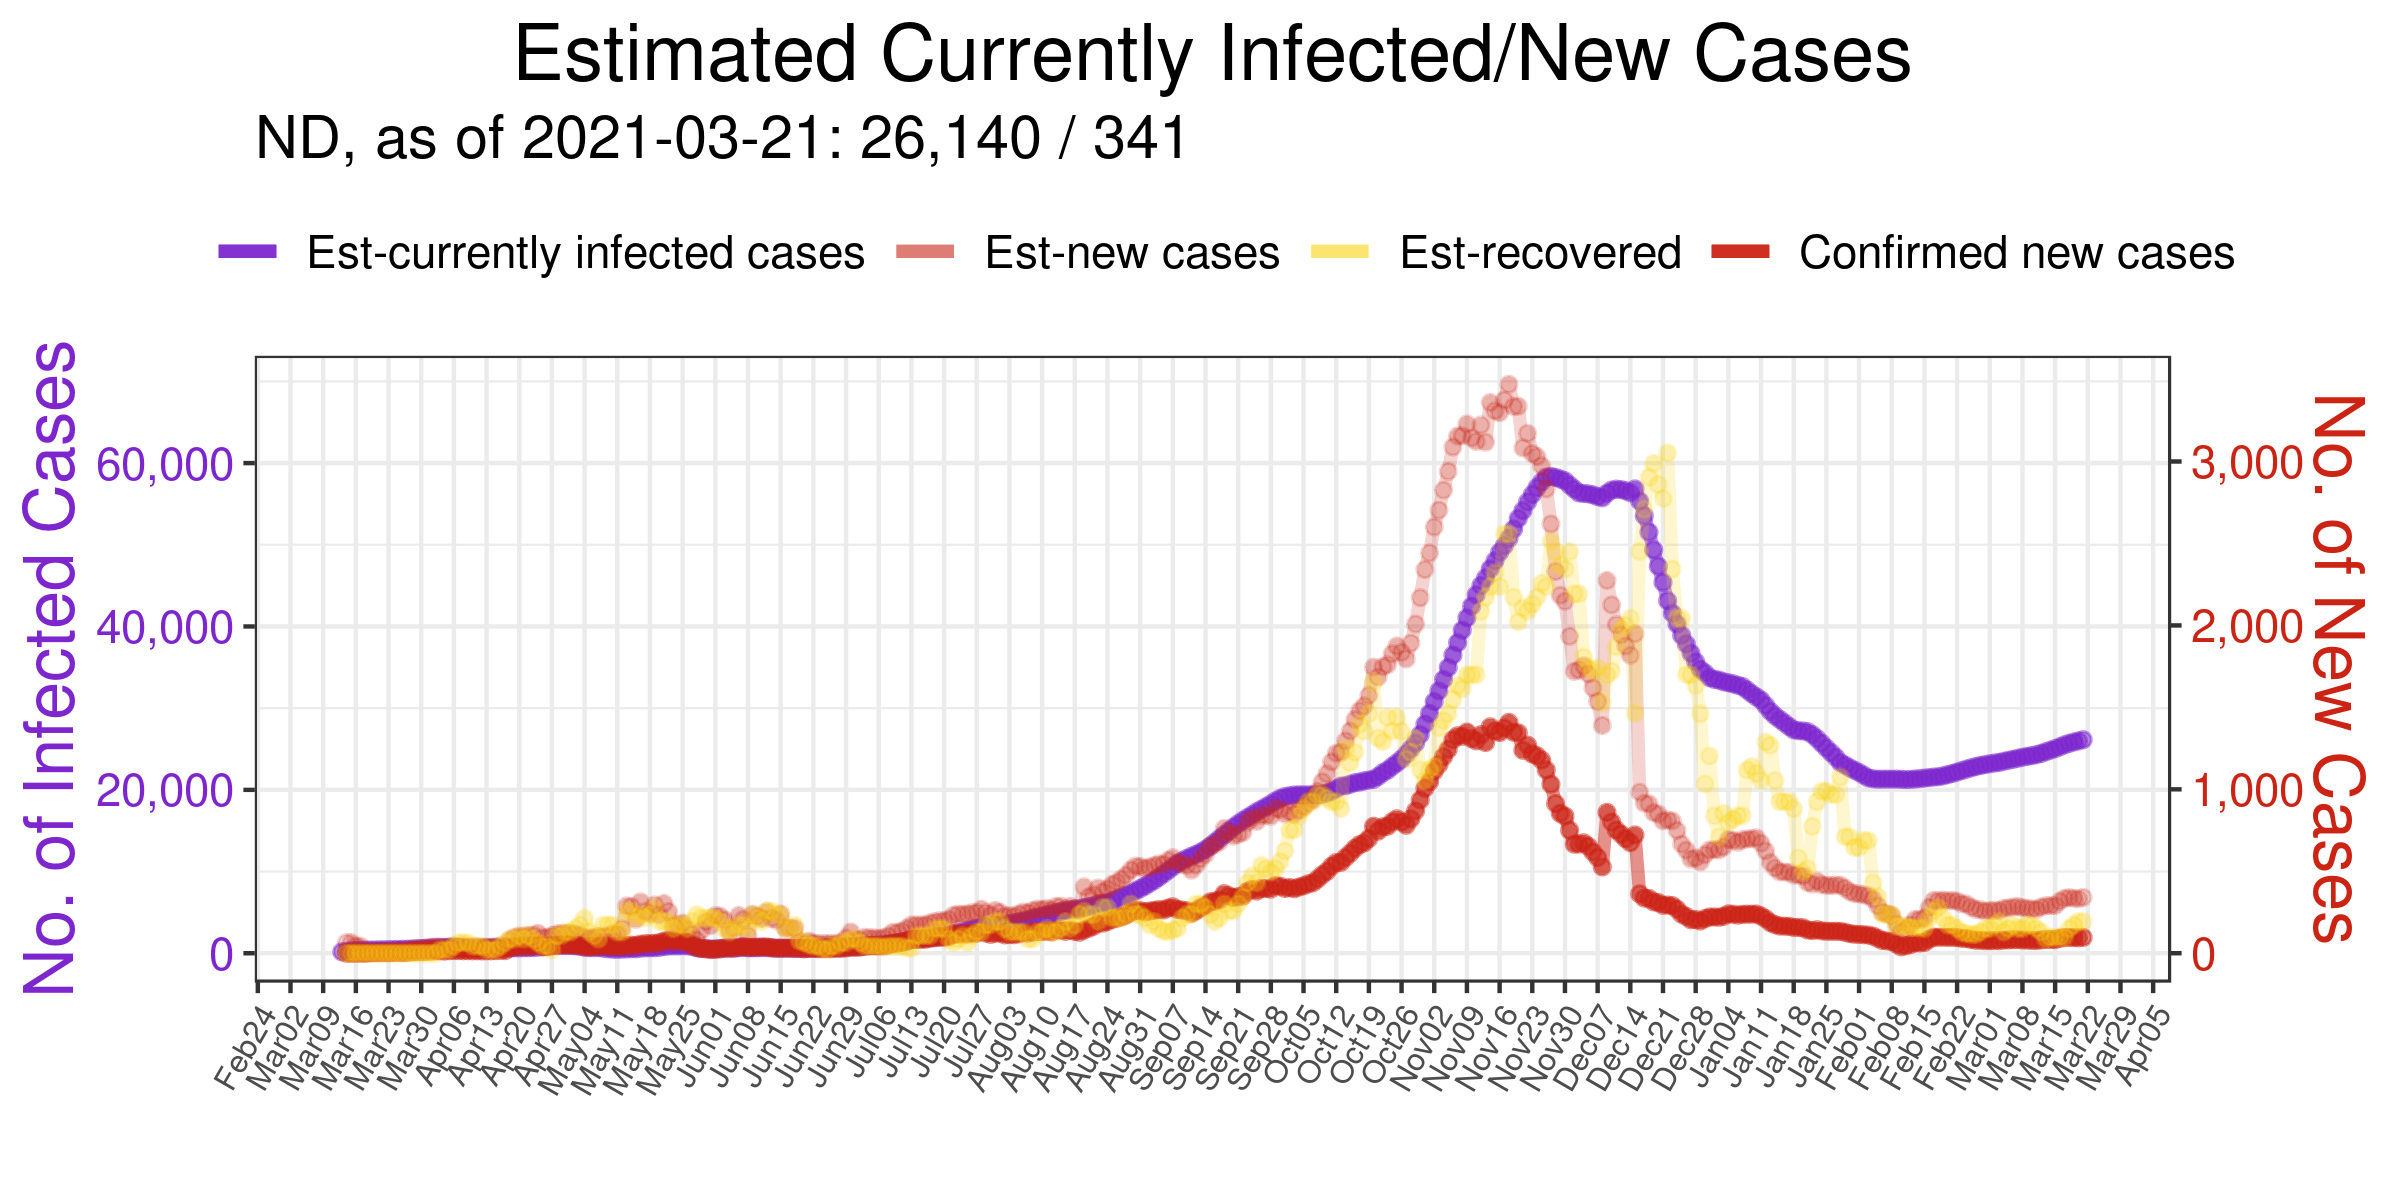 Estimated Currently Infected/New Cases
ND, as of 2021-03-21: 26,140 / 341
Est-currently infected cases Est-new cases Est-recovered Confirmed new cases
No. of Infected Cases
60,000
40,000
20,000
0
3,000
2,000
1,000
0
No. of New Cases
Feb24 Mar02 Mar09 Mar16 Mar23 Mar30 Apr06 Apr13 Apr20 Apr27 May04 May11 May18 May25 Jun01 Jun08 Jun15 Jun22 Jun29 Jul06 Jul13 Jul20 Jul27 Aug03 Aug10 Aug17 Aug24 Aug31 Sep07 Sep14 Sep21 Sep28 Oct05 Oct12 Oct19 Oct26 Nov02 Nov09 Nov16 Nov23 Nov30 Dec07 Dec14 Dec21 Dec28 Jan04 Jan11 Jan18 Jan25 Feb01 Feb08 Feb15 Feb22 Mar01 Mar08 Mar15 Mar22 Mar29 Apr05